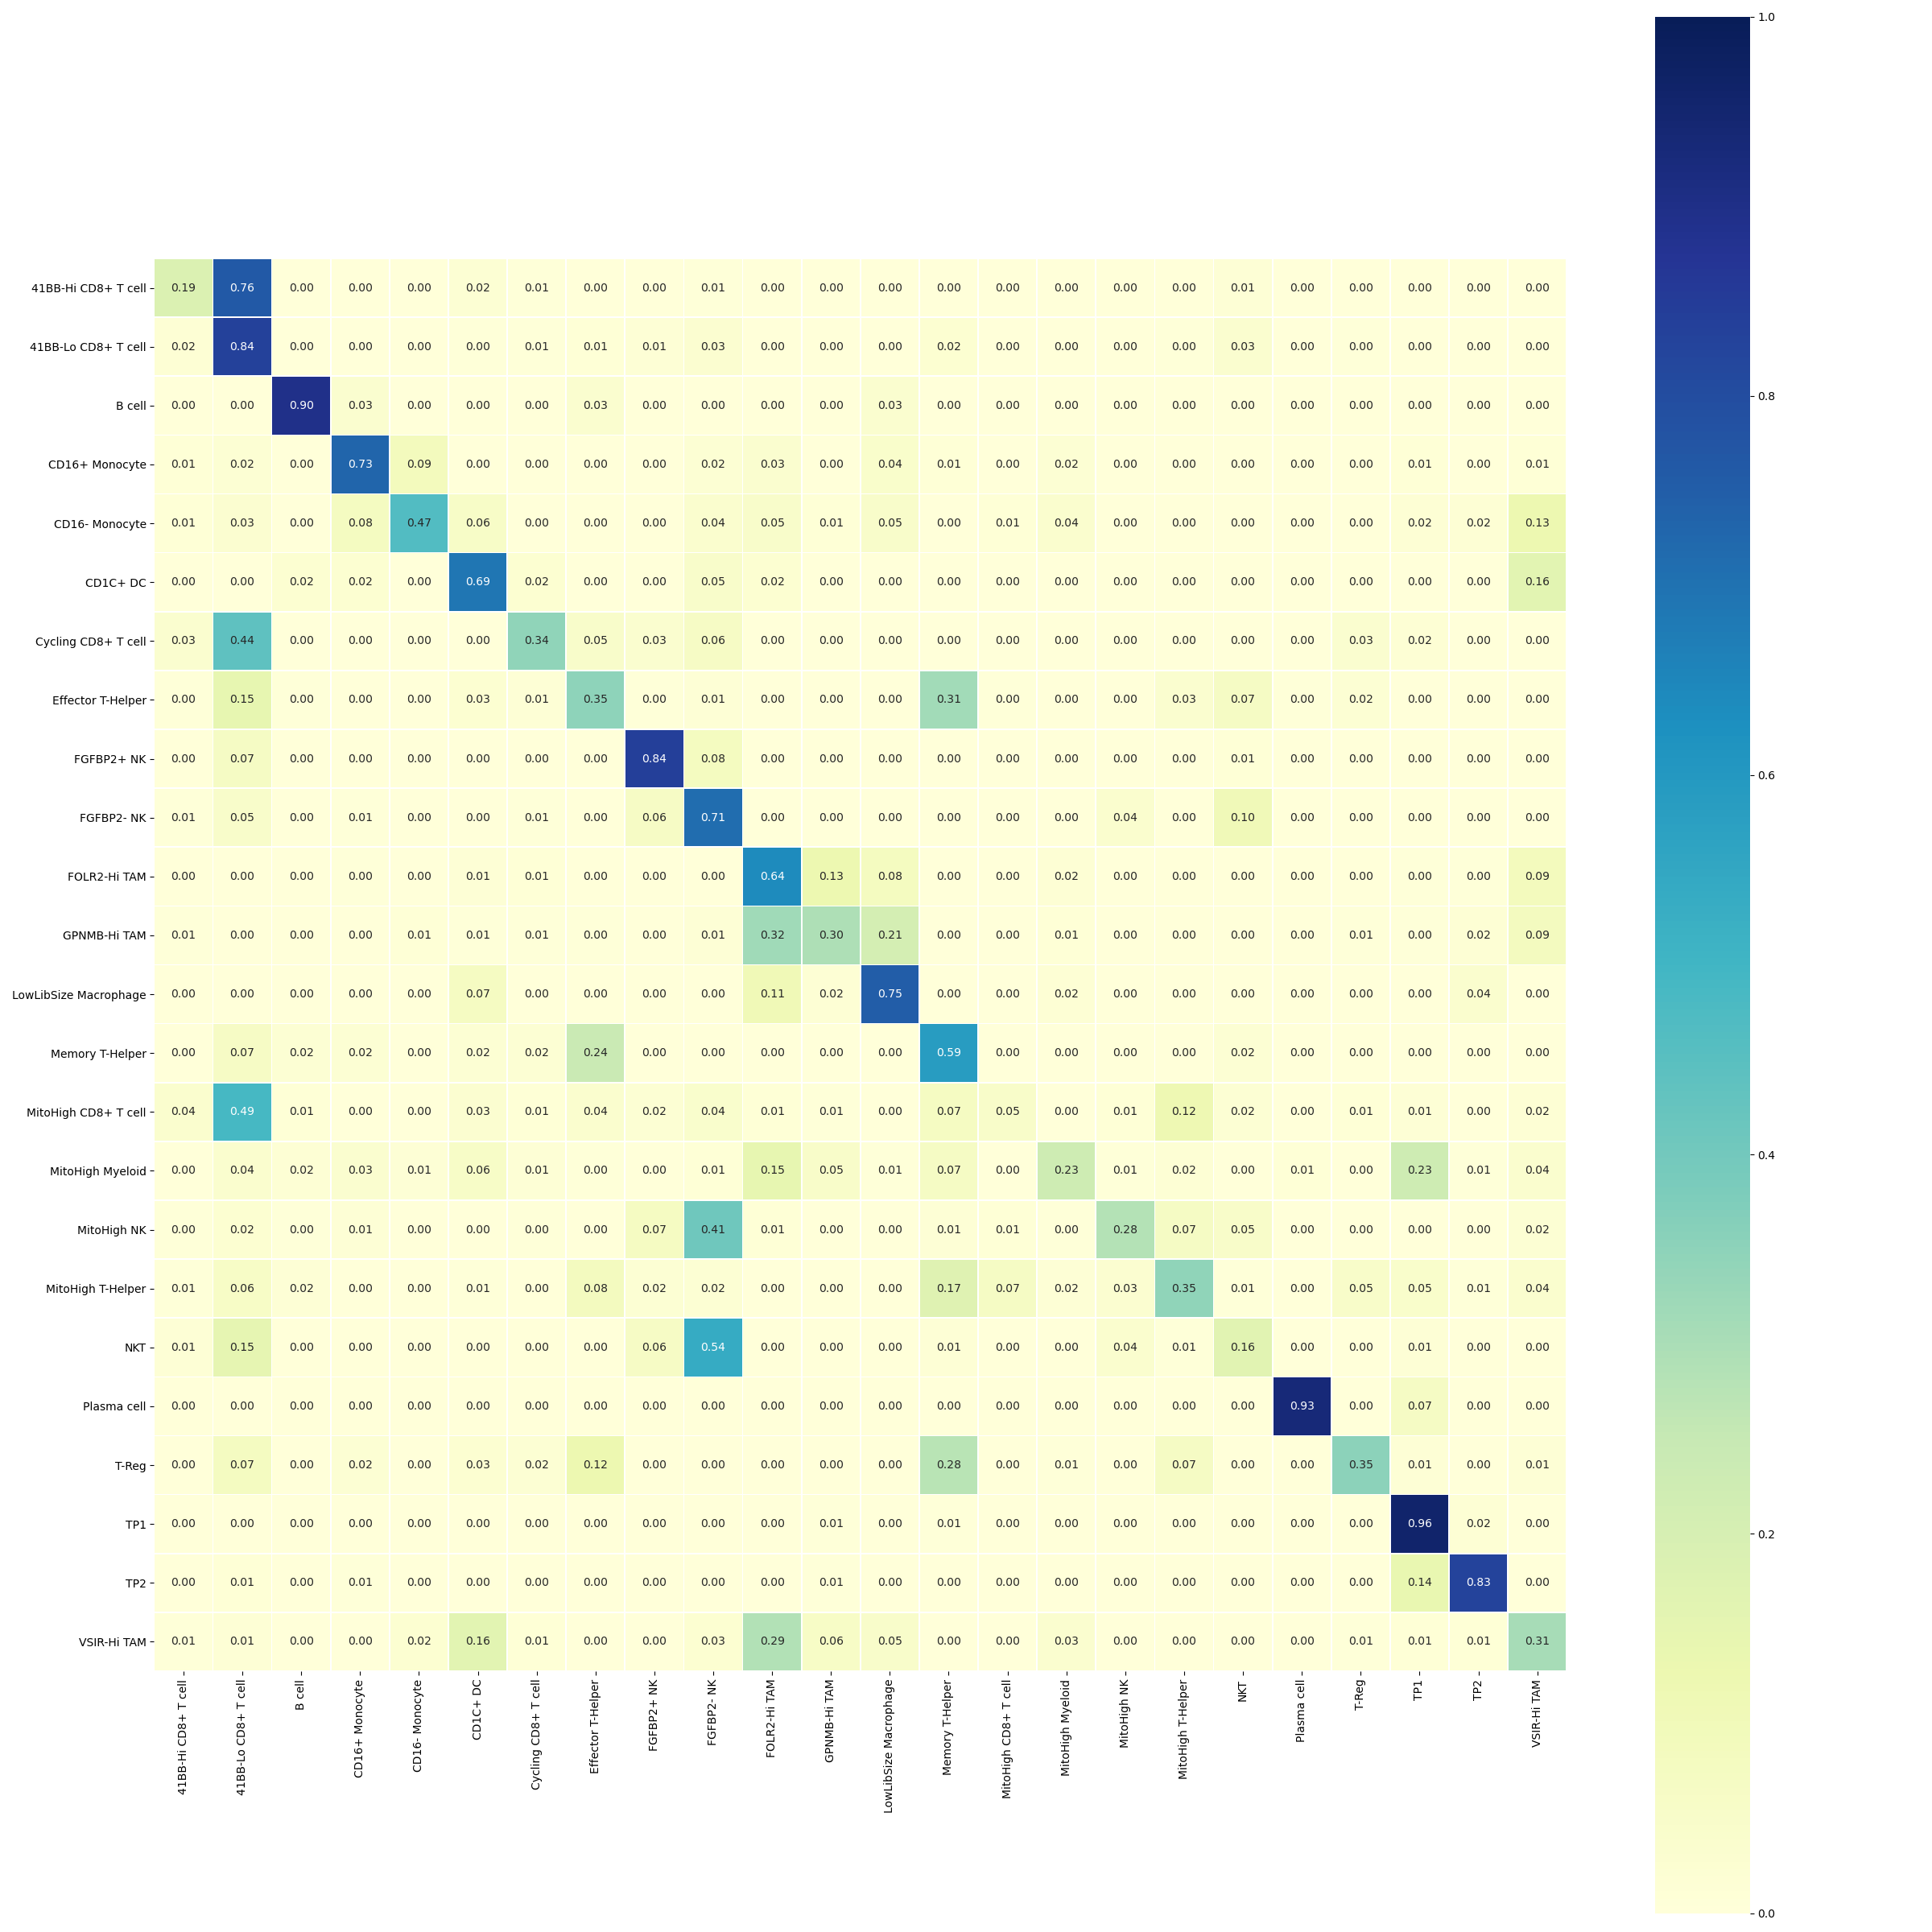 1.0
0.8
0.6
0.4
0.2
0.0
41BB-Hi CD8+ T cell 0.19 0.76 0.00 0.00 0.00 0.02 0.01 0.00 0.00 0.01 0.00 0.00 0.00 0.00 0.00 0.00 0.00 0.00 0.01 0.00 0.00 0.00 0.00 0.00
41BB-Lo CD8+ T cell 0.02 0.84 0.00 0.00 0.00 0.00 0.01 0.01 0.01 0.03 0.00 0.00 0.00 0.02 0.00 0.00 0.00 0.00 0.03 0.00 0.00 0.00 0.00 0.00
B cell 0.00 0.00 0.90 0.03 0.00 0.00 0.00 0.03 0.00 0.00 0.00 0.00 0.03 0.00 0.00 0.00 0.00 0.00 0.00 0.00 0.00 0.00 0.00 0.00
CD16+ Monocyte 0.01 0.02 0.00 0.73 0.09 0.00 0.00 0.00 0.00 0.02 0.03 0.00 0.04 0.01 0.00 0.02 0.00 0.00 0.00 0.00 0.00 0.01 0.00 0.01
CD16- Monocyte 0.01 0.03 0.00 0.08 0.47 0.06 0.00 0.00 0.00 0.04 0.05 0.01 0.05 0.00 0.01 0.04 0.00 0.00 0.00 0.00 0.00 0.02 0.02 0.13
CD1C+ DC 0.00 0.00 0.02 0.02 0.00 0.69 0.02 0.00 0.00 0.05 0.02 0.00 0.00 0.00 0.00 0.00 0.00 0.00 0.00 0.00 0.00 0.00 0.00 0.16
Cycling CD8+ T cell 0.03 0.44 0.00 0.00 0.00 0.00 0.34 0.05 0.03 0.06 0.00 0.00 0.00 0.00 0.00 0.00 0.00 0.00 0.00 0.00 0.03 0.02 0.00 0.00
Effector T-Helper 0.00 0.15 0.00 0.00 0.00 0.03 0.01 0.35 0.00 0.01 0.00 0.00 0.00 0.31 0.00 0.00 0.00 0.03 0.07 0.00 0.02 0.00 0.00 0.00
FGFBP2+ NK 0.00 0.07 0.00 0.00 0.00 0.00 0.00 0.00 0.84 0.08 0.00 0.00 0.00 0.00 0.00 0.00 0.00 0.00 0.01 0.00 0.00 0.00 0.00 0.00
FGFBP2- NK 0.01 0.05 0.00 0.01 0.00 0.00 0.01 0.00 0.06 0.71 0.00 0.00 0.00 0.00 0.00 0.00 0.04 0.00 0.10 0.00 0.00 0.00 0.00 0.00
FOLR2-Hi TAM 0.00 0.00 0.00 0.00 0.00 0.01 0.01 0.00 0.00 0.00 0.64 0.13 0.08 0.00 0.00 0.02 0.00 0.00 0.00 0.00 0.00 0.00 0.00 0.09
GPNMB-Hi TAM 0.01 0.00 0.00 0.00 0.01 0.01 0.01 0.00 0.00 0.01 0.32 0.30 0.21 0.00 0.00 0.01 0.00 0.00 0.00 0.00 0.01 0.00 0.02 0.09
LowLibSize Macrophage 0.00 0.00 0.00 0.00 0.00 0.07 0.00 0.00 0.00 0.00 0.11 0.02 0.75 0.00 0.00 0.02 0.00 0.00 0.00 0.00 0.00 0.00 0.04 0.00
Memory T-Helper 0.00 0.07 0.02 0.02 0.00 0.02 0.02 0.24 0.00 0.00 0.00 0.00 0.00 0.59 0.00 0.00 0.00 0.00 0.02 0.00 0.00 0.00 0.00 0.00
MitoHigh CD8+ T cell 0.04 0.49 0.01 0.00 0.00 0.03 0.01 0.04 0.02 0.04 0.01 0.01 0.00 0.07 0.05 0.00 0.01 0.12 0.02 0.00 0.01 0.01 0.00 0.02
MitoHigh Myeloid 0.00 0.04 0.02 0.03 0.01 0.06 0.01 0.00 0.00 0.01 0.15 0.05 0.01 0.07 0.00 0.23 0.01 0.02 0.00 0.01 0.00 0.23 0.01 0.04
MitoHigh NK 0.00 0.02 0.00 0.01 0.00 0.00 0.00 0.00 0.07 0.41 0.01 0.00 0.00 0.01 0.01 0.00 0.28 0.07 0.05 0.00 0.00 0.00 0.00 0.02
MitoHigh T-Helper 0.01 0.06 0.02 0.00 0.00 0.01 0.00 0.08 0.02 0.02 0.00 0.00 0.00 0.17 0.07 0.02 0.03 0.35 0.01 0.00 0.05 0.05 0.01 0.04
NKT 0.01 0.15 0.00 0.00 0.00 0.00 0.00 0.00 0.06 0.54 0.00 0.00 0.00 0.01 0.00 0.00 0.04 0.01 0.16 0.00 0.00 0.01 0.00 0.00
Plasma cell 0.00 0.00 0.00 0.00 0.00 0.00 0.00 0.00 0.00 0.00 0.00 0.00 0.00 0.00 0.00 0.00 0.00 0.00 0.00 0.93 0.00 0.07 0.00 0.00
T-Reg 0.00 0.07 0.00 0.02 0.00 0.03 0.02 0.12 0.00 0.00 0.00 0.00 0.00 0.28 0.00 0.01 0.00 0.07 0.00 0.00 0.35 0.01 0.00 0.01
TP1 0.00 0.00 0.00 0.00 0.00 0.00 0.00 0.00 0.00 0.00 0.00 0.01 0.00 0.01 0.00 0.00 0.00 0.00 0.00 0.00 0.00 0.96 0.02 0.00
TP2 0.00 0.01 0.00 0.01 0.00 0.00 0.00 0.00 0.00 0.00 0.00 0.01 0.00 0.00 0.00 0.00 0.00 0.00 0.00 0.00 0.00 0.14 0.83 0.00
VSIR-Hi TAM 0.01 0.01 0.00 0.00 0.02 0.16 0.01 0.00 0.00 0.03 0.29 0.06 0.05 0.00 0.00 0.03 0.00 0.00 0.00 0.00 0.01 0.01 0.01 0.31
41BB-Hi CD8+ T cell
41BB-Lo CD8+ T cell
B cell
CD16+ Monocyte
CD16- Monocyte
CD1C+ DC
Cycling CD8+ T cell
Effector T-Helper
FGFBP2+ NK
FGFBP2- NK
FOLR2-Hi TAM
GPNMB-Hi TAM
LowLibSize Macrophage
Memory T-Helper
MitoHigh CD8+ T cell
MitoHigh Myeloid
MitoHigh NK
MitoHigh T-Helper
NKT
Plasma cell
T-Reg
TP1
TP2
VSIR-Hi TAM